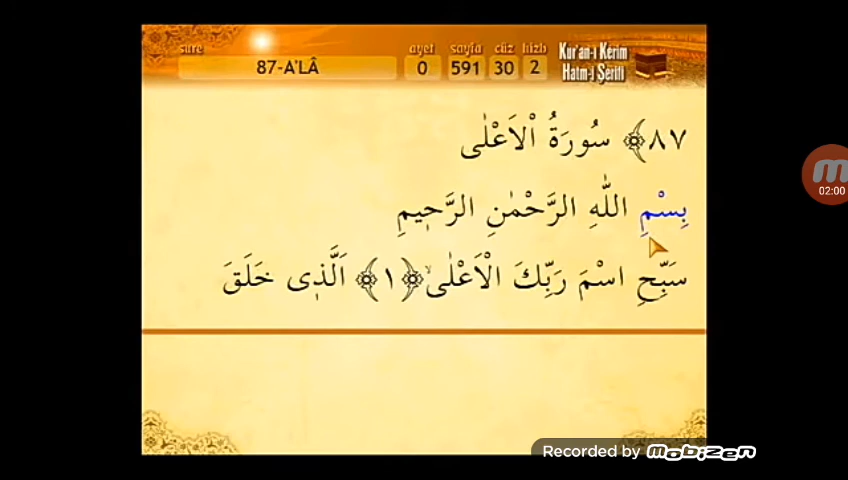 sure
ayet sayfa cüz hizb
87-A'LÂ 0 591 30 2
Kur'an-ı Kerim
Hatm-i Şerifi
٨٧﴾ سُورَةُ اْلاَعْلٰى
بِسْمِ اللّٰهِ الرَّحْمٰنِ الرَّحٖيمِ
سَبِّحِ اسْمَ رَبِّكَ الْاَعْلٰىۙ ﴿١﴾ اَلَّذٖى خَلَقَ
02:00
Recorded by Mobizen